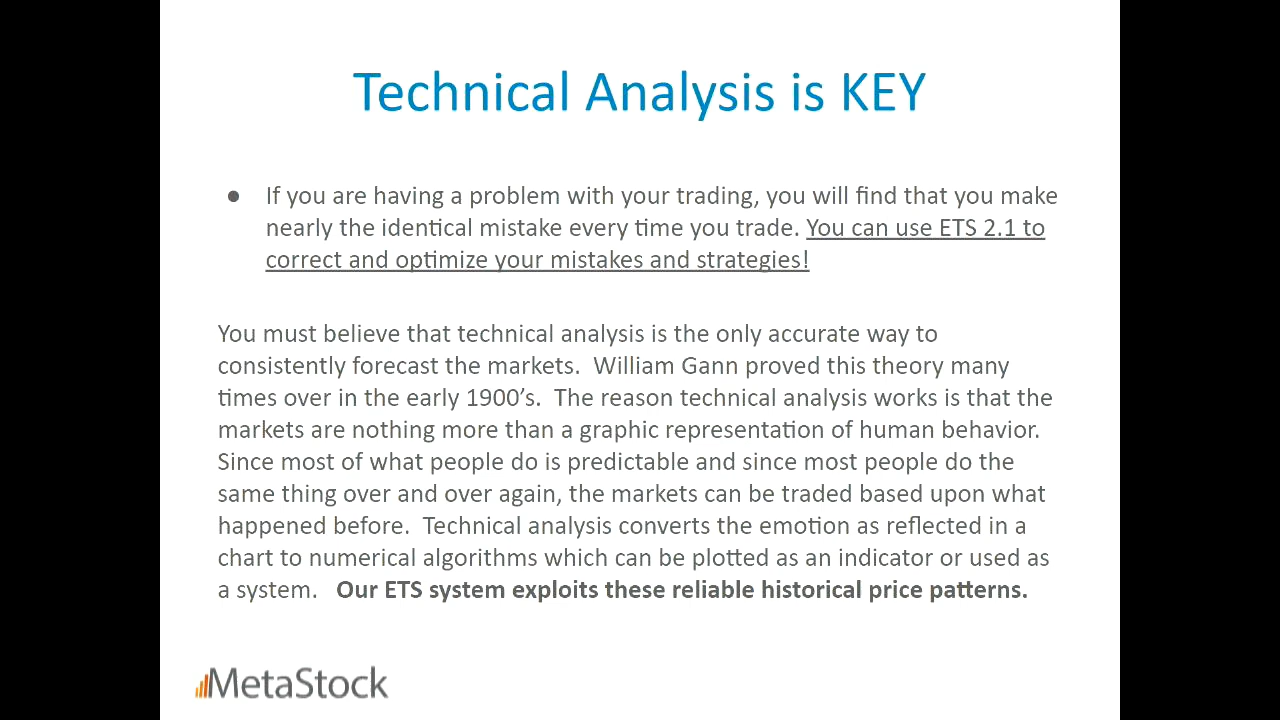 Technical Analysis is KEY
● If you are having a problem with your trading, you will find that you make
nearly the identical mistake every time you trade. You can use ETS 2.1 to
correct and optimize your mistakes and strategies!
You must believe that technical analysis is the only accurate way to
consistently forecast the markets.  William Gann proved this theory many
times over in the early 1900’s.  The reason technical analysis works is that the
markets are nothing more than a graphic representation of human behavior.
Since most of what people do is predictable and since most people do the
same thing over and over again, the markets can be traded based upon what
happened before.  Technical analysis converts the emotion as reflected in a
chart to numerical algorithms which can be plotted as an indicator or used as
a system.   Our ETS system exploits these reliable historical price patterns.
MetaStock